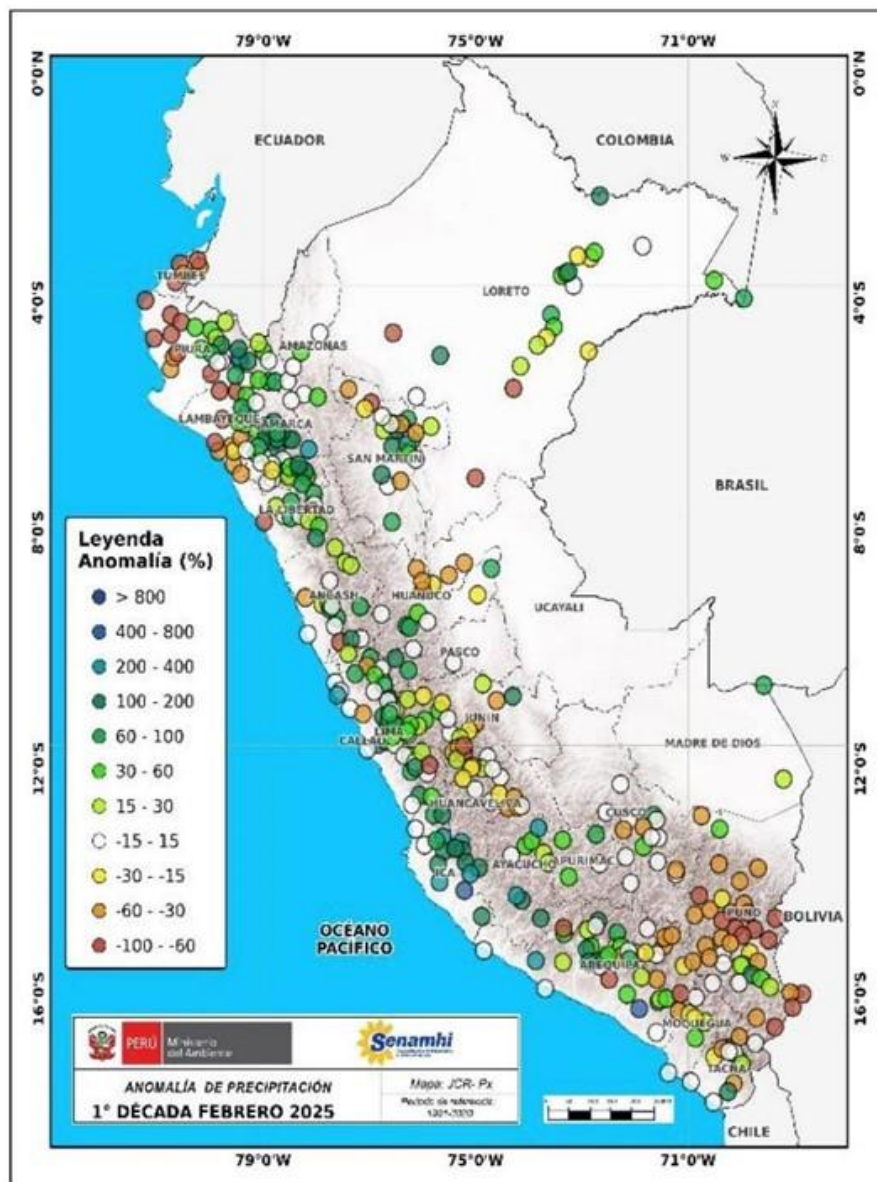 79°0'W 75°0'W 71°0'W
0°0'N 0°0'N
ECUADOR COLOMBIA
TUMBES
4°0'S LORETO 4°0'S
AMAZONAS
PIURA
LAMBAYEQUE AMARCA
SAN MARTIN
BRASIL
LA LIBERTAD
8°0'S 8°0'S
Leyenda
Anomalía (%)
> 800
400 - 800
200 - 400
100 - 200
60 - 100
30 - 60
15 - 30
-15 - 15
-30 - -15
-60 - -30
-100 - -60
ANCASH HUANUCO
UCAYALI
PASCO
LIMA JUNIN
CALLAO
12°0'S MADRE DE DIOS 12°0'S
HUANCAVELICA
CUSCO
AYACUCHO APURIMAC
ICA
PUNO BOLIVIA
OCÉANO
PACÍFICO
AREQUIPA
16°0'S 16°0'S
MOQUEGUA
TACNA
CHILE
PERÚ Ministerio
del Ambiente
Senamhi
ANOMALÍA DE PRECIPITACIÓN
1° DÉCADA FEBRERO 2025
Mapa: JCR- Px
Periodo de referencia:
79°0'W 75°0'W 71°0'W